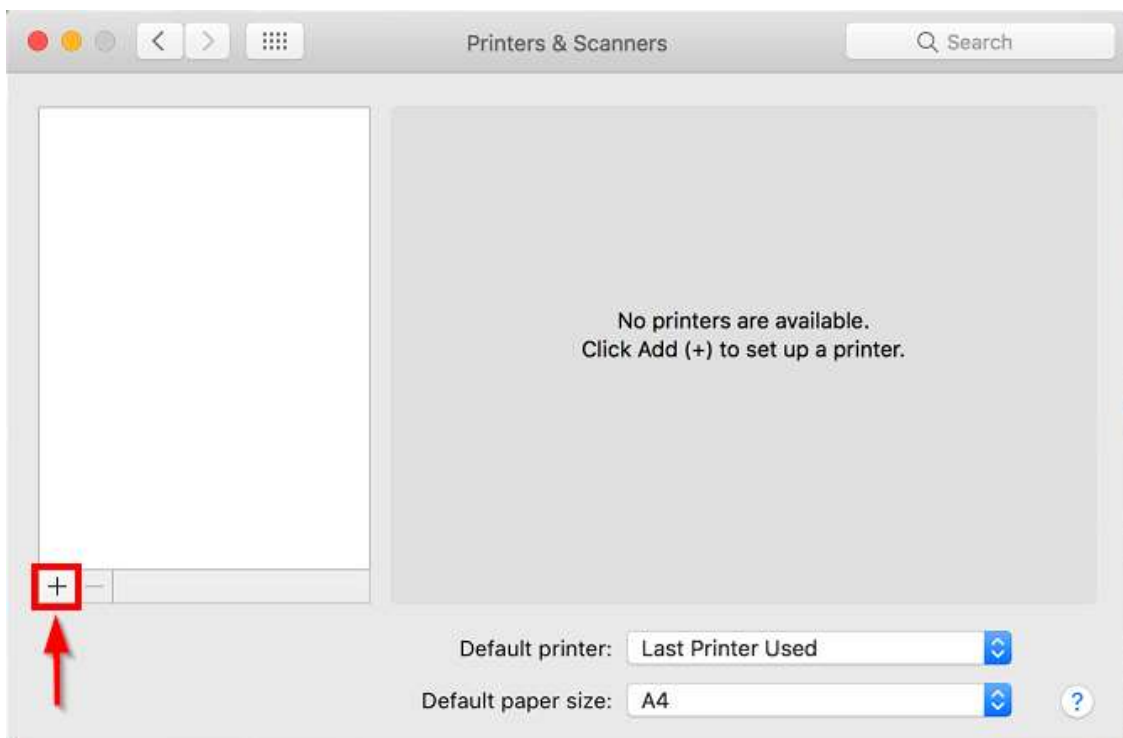 Printers & Scanners
Search
No printers are available.
Click Add (+) to set up a printer.
+ −
Default printer: Last Printer Used
Default paper size: A4
?